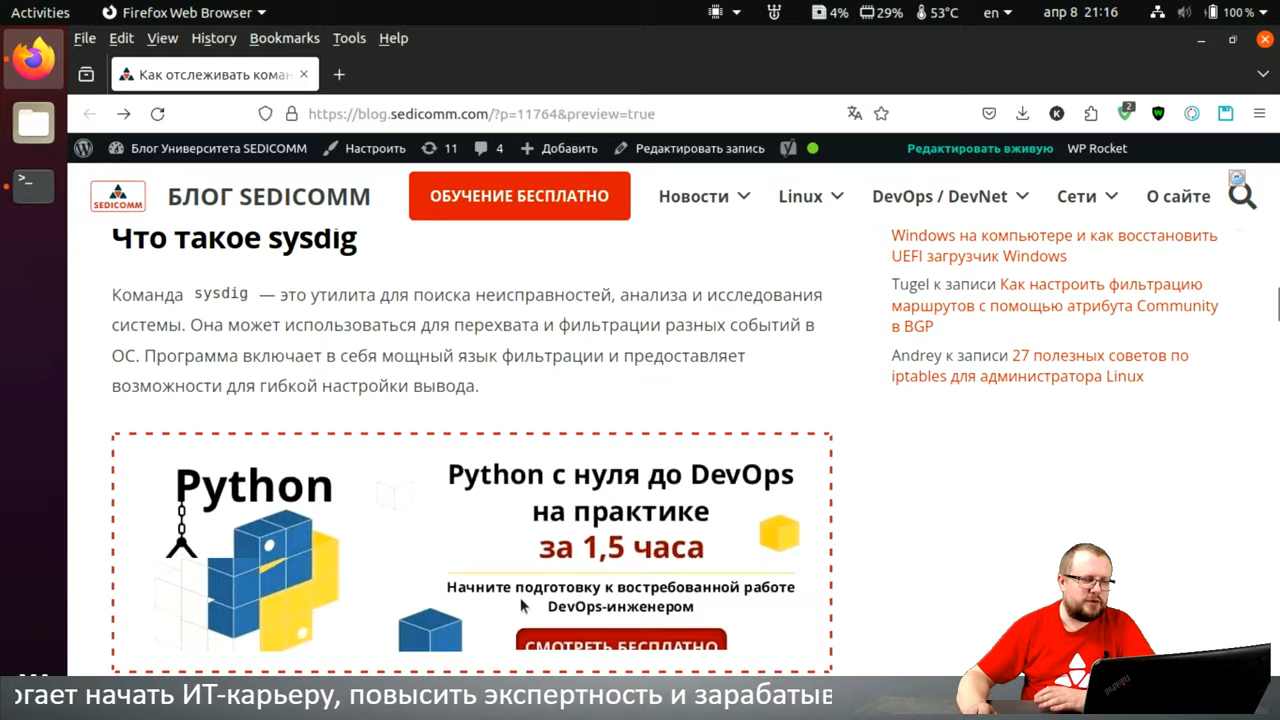 Activities
Firefox Web Browser
4%
29%
53°C
en
апр 8 21:16
100 %
File Edit View History Bookmarks Tools Help
Как отслеживать коман
https://blog.sedicomm.com/?p=11764&preview=true
2
Блог Университета SEDICOMM
Настроить
11
4
Добавить
Редактировать запись
Редактировать вживую
WP Rocket
SEDICOMM
БЛОГ SEDICOMM
ОБУЧЕНИЕ БЕСПЛАТНО
Новости
Linux
DevOps / DevNet
Сети
О сайте
Что такое sysdig
Команда sysdig — это утилита для поиска неисправностей, анализа и исследования
системы. Она может использоваться для перехвата и фильтрации разных событий в
ОС. Программа включает в себя мощный язык фильтрации и предоставляет
возможности для гибкой настройки вывода.
Windows на компьютере и как восстановить
UEFI загрузчик Windows
Tugel к записи Как настроить фильтрацию
маршрутов с помощью атрибута Community
в BGP
Andrey к записи 27 полезных советов по
iptables для администратора Linux
Python
Python с нуля до DevOps
на практике
за 1,5 часа
Начните подготовку к востребованной работе
DevOps-инженером
СМОТРЕТЬ БЕСПЛАТНО
огает начать ИТ-карьеру, повысить экспертность и зарабатыв
ThinkPad